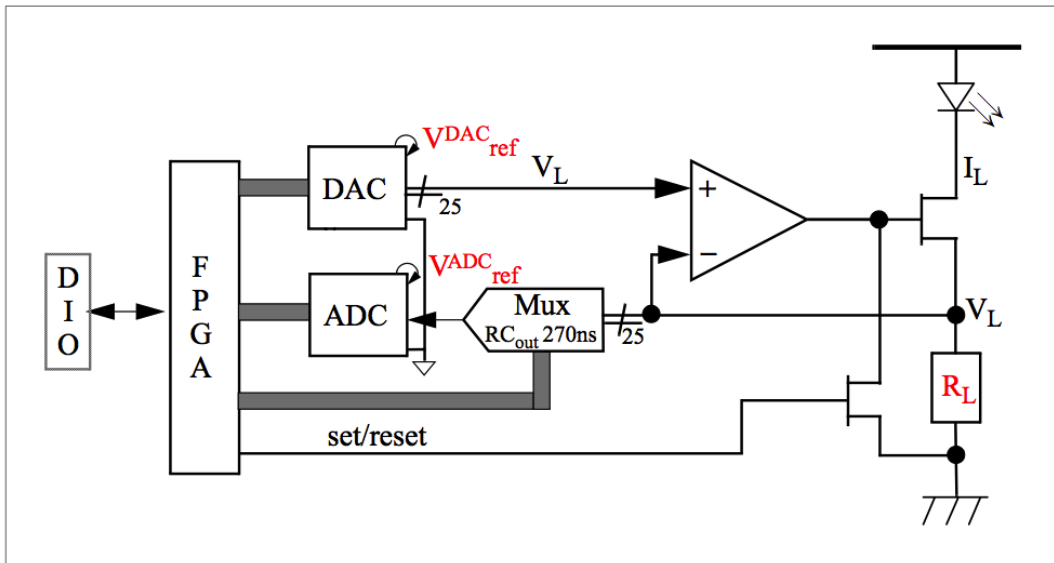 V^DAC_ref
DAC
V_L
25
I_L
+
−
D I O
F P G A
V^ADC_ref
ADC
Mux
RC_out 270ns
25
V_L
R_L
set/reset